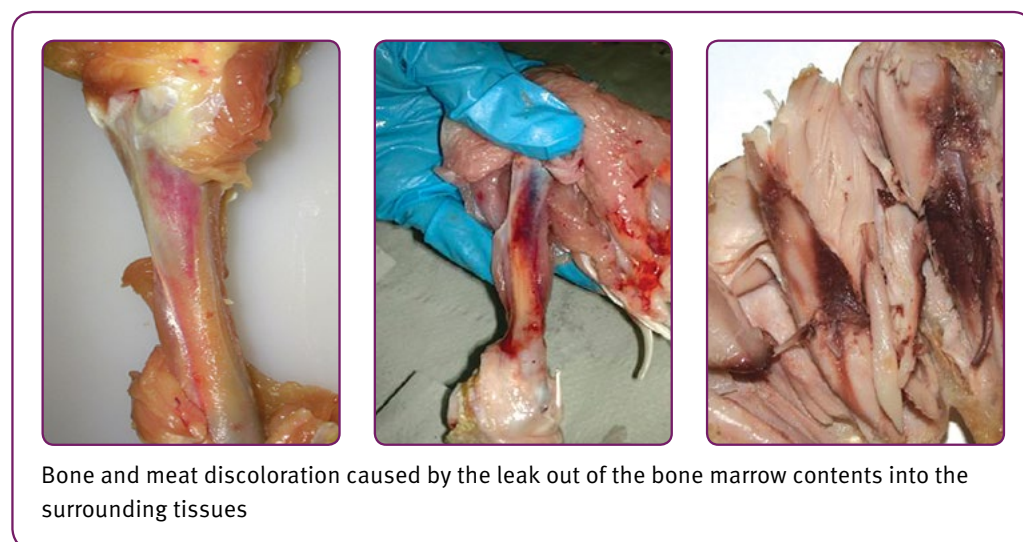 Bone and meat discoloration caused by the leak out of the bone marrow contents into the
surrounding tissues